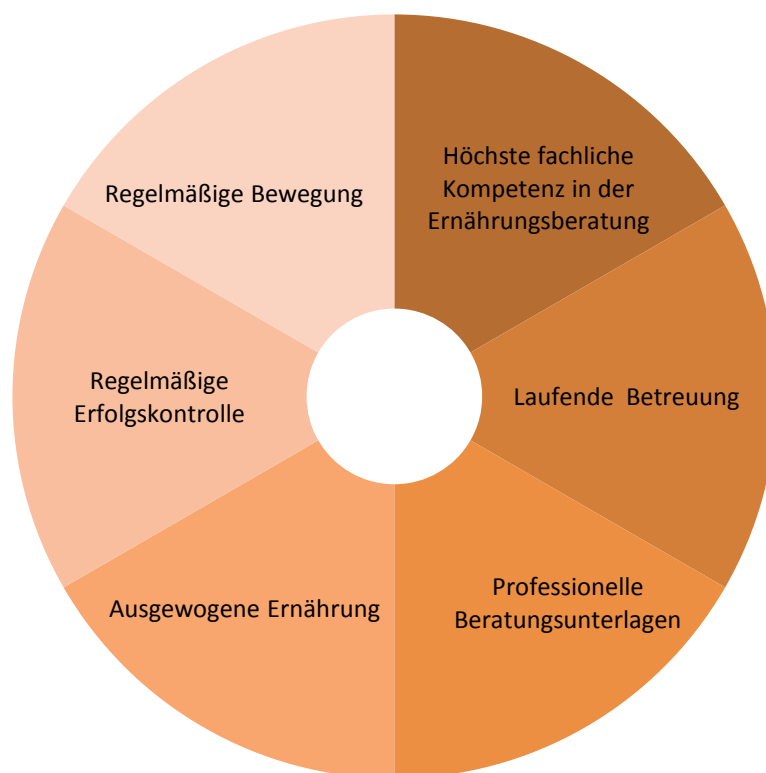 Höchste fachliche
Kompetenz in der
Ernährungsberatung
Laufende Betreuung
Professionelle
Beratungsunterlagen
Ausgewogene Ernährung
Regelmäßige
Erfolgskontrolle
Regelmäßige Bewegung